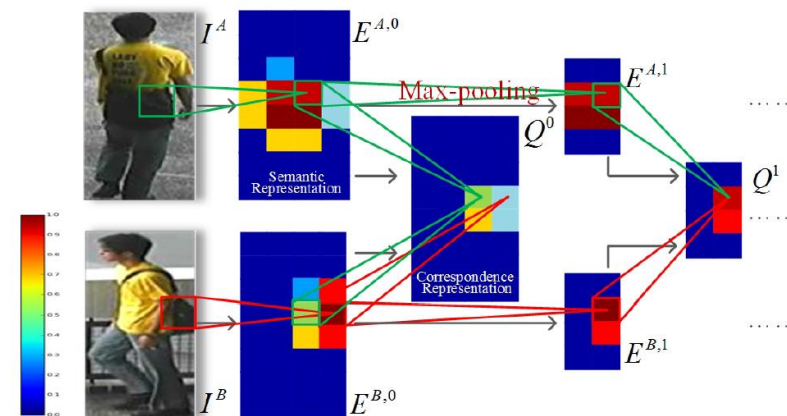 I^A
E^{A,0}
Max-pooling
E^{A,1}
Semantic
Representation
Q^0
Q^1
Correspondence
Representation
1.0
0.9
0.8
0.7
0.6
0.5
0.4
0.3
0.2
0.1
0.0
I^B
E^{B,0}
E^{B,1}